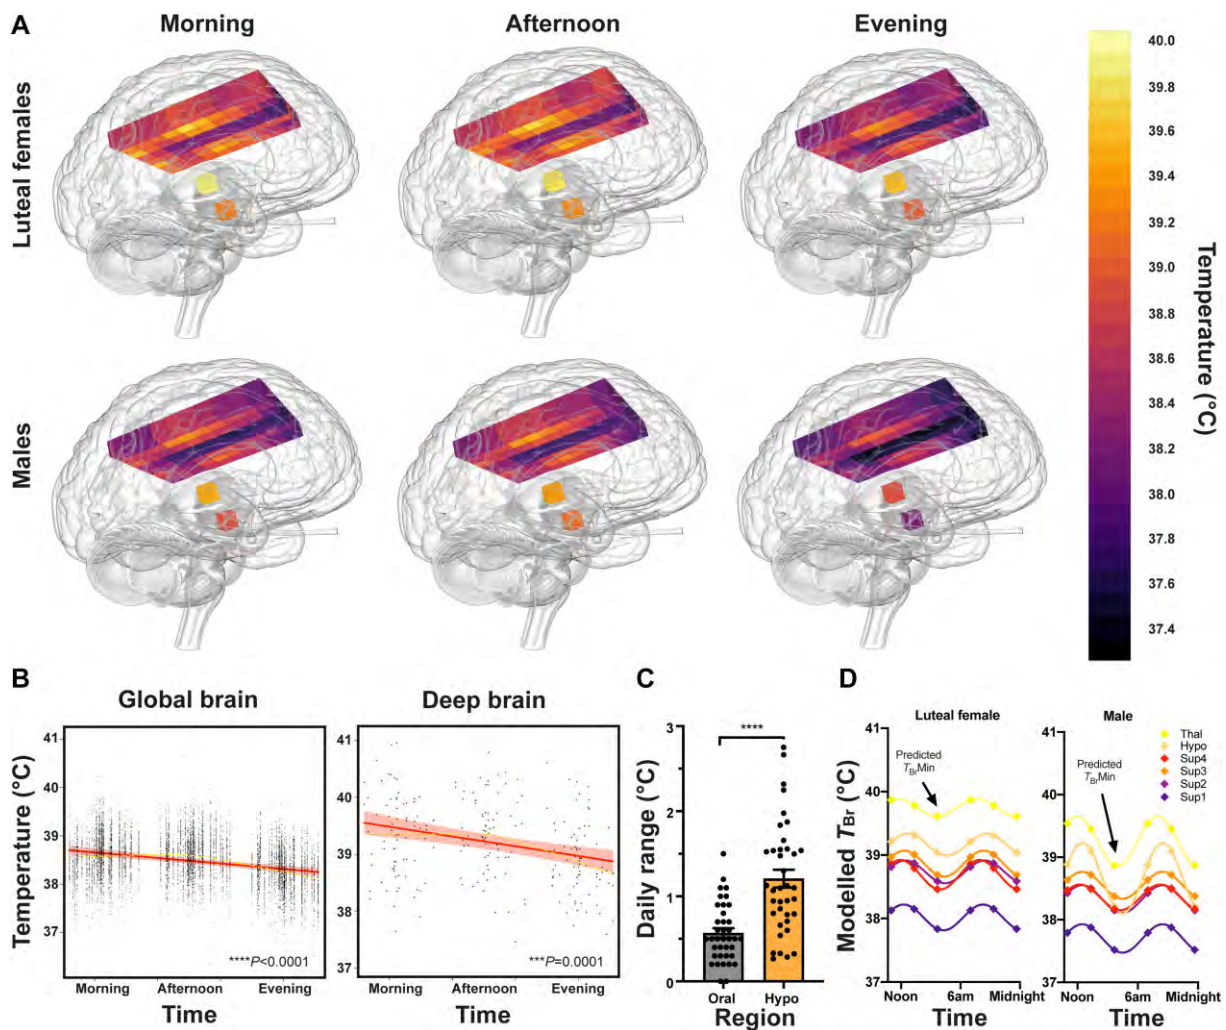 A
Morning
Afternoon
Evening
Luteal females
Males
40.0
39.8
39.6
39.4
39.2
39.0
38.8
38.6
38.4
38.2
38.0
37.8
37.6
37.4
Temperature (°C)
B
Global brain
Deep brain
Temperature (°C)
41
40
39
38
37
****P<0.0001
Morning
Afternoon
Evening
Time
41
40
39
38
37
***P=0.0001
Morning
Afternoon
Evening
Time
C
Daily range (°C)
3
2
1
0
****
Oral
Hypo
Region
D
Modelled TBr (°C)
Luteal female
41
40
39
38
37
Predicted
TBrMin
Noon
6am
Midnight
Time
Male
41
40
39
38
37
Predicted
TBrMin
Thal
Hypo
Sup4
Sup3
Sup2
Sup1
Noon
6am
Midnight
Time